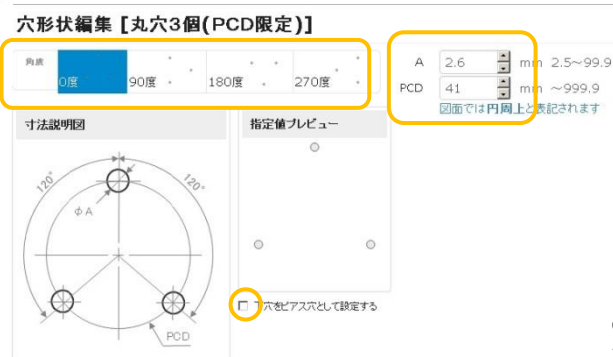 穴形状編集 [丸穴3個(PCD限定)]
角度
0度
90度
180度
270度
A 2.6 mm 2.5～99.9
PCD 41 mm ～999.9
図面では円周上と表記されます
寸法説明図
指定値プレビュー
120°
120°
φA
PCD
下穴をピアス穴として設定する